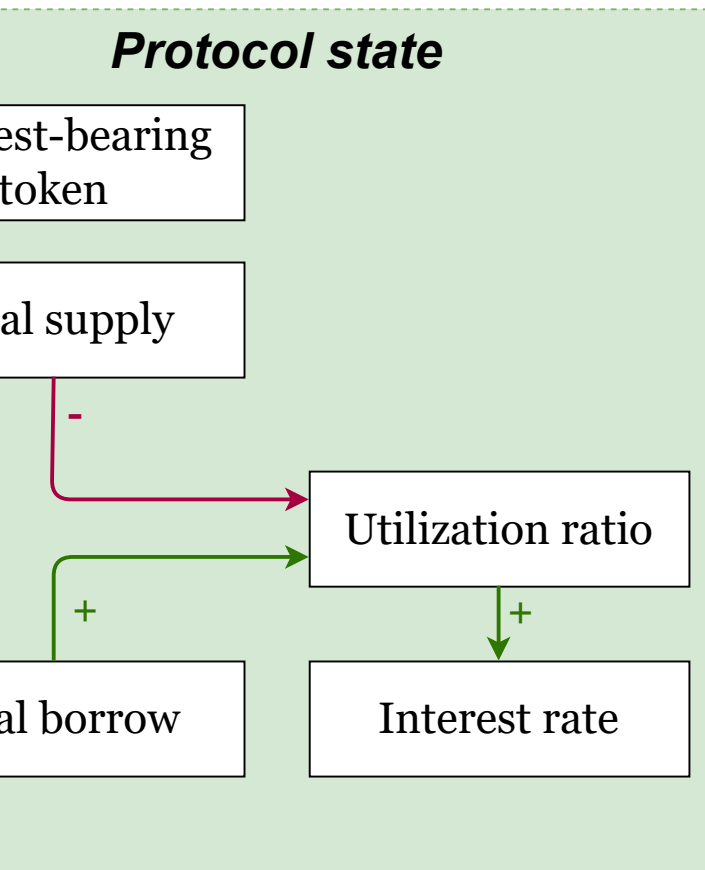 Protocol state
est-bearing
token
al supply
-
Utilization ratio
+
+
al borrow
Interest rate